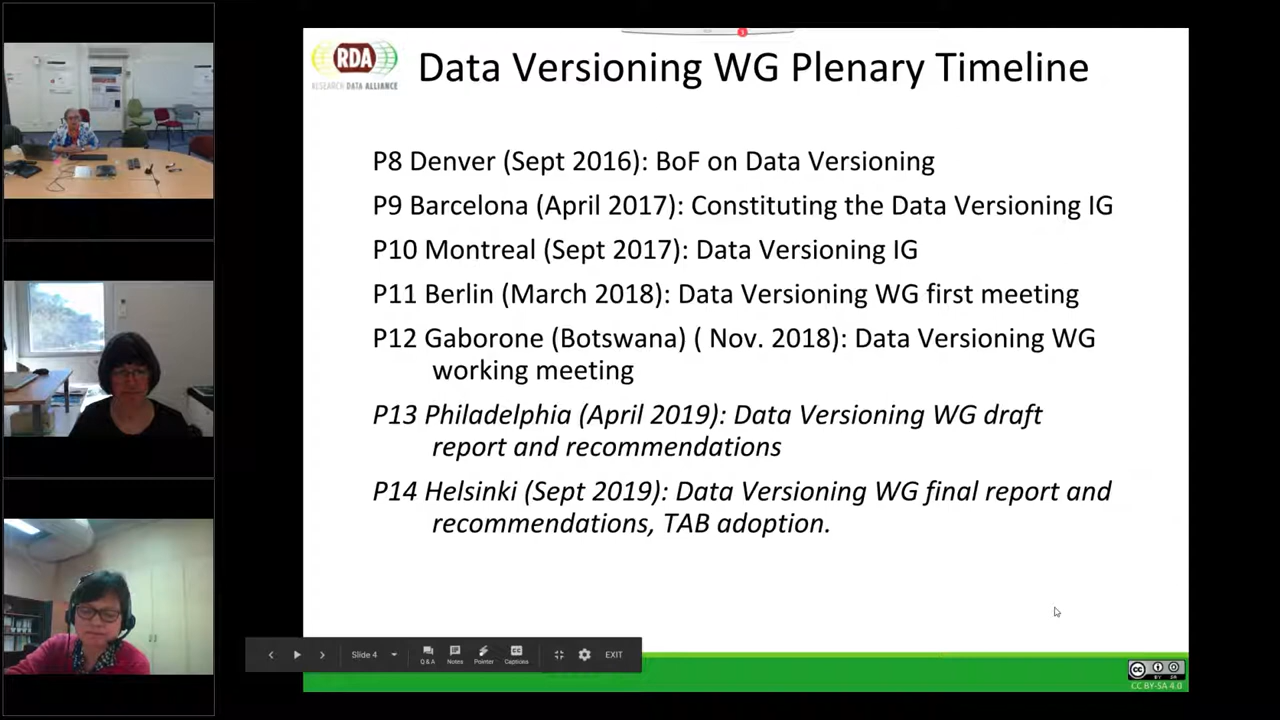 RDA
RESEARCH DATA ALLIANCE
Data Versioning WG Plenary Timeline
P8 Denver (Sept 2016): BoF on Data Versioning
P9 Barcelona (April 2017): Constituting the Data Versioning IG
P10 Montreal (Sept 2017): Data Versioning IG
P11 Berlin (March 2018): Data Versioning WG first meeting
P12 Gaborone (Botswana) ( Nov. 2018): Data Versioning WG
working meeting
P13 Philadelphia (April 2019): Data Versioning WG draft
report and recommendations
P14 Helsinki (Sept 2019): Data Versioning WG final report and
recommendations, TAB adoption.
Slide 4
Q&A
Notes
Pointer
Captions
EXIT
CC
BY
SA
CC BY-SA 4.0